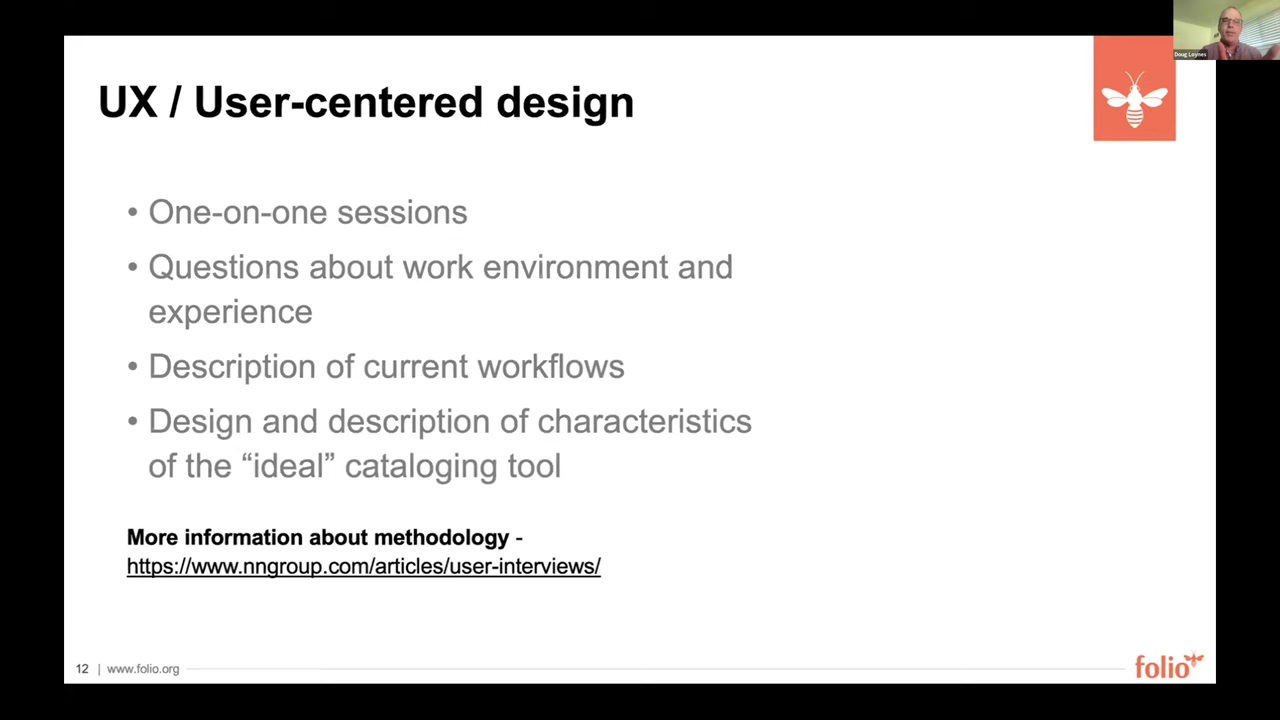 Doug Loynes
UX / User-centered design
• One-on-one sessions
• Questions about work environment and
experience
• Description of current workflows
• Design and description of characteristics
of the “ideal” cataloging tool
More information about methodology -
https://www.nngroup.com/articles/user-interviews/
12 | www.folio.org
folio